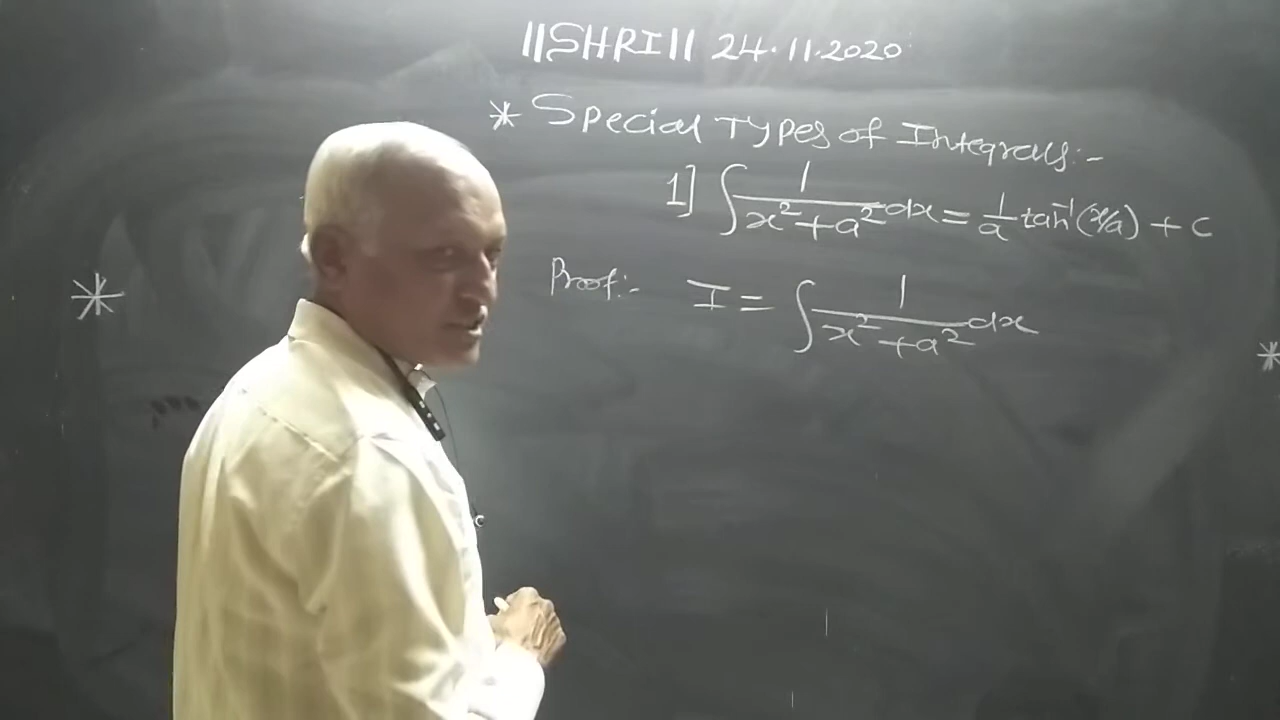 ||SHRI|| 24.11.2020
* Special Types of Integrals:-
1] ∫ 1/(x²+a²) dx = 1/a tan⁻¹(x/a) + c
Proof:- I = ∫ 1/(x²+a²) dx